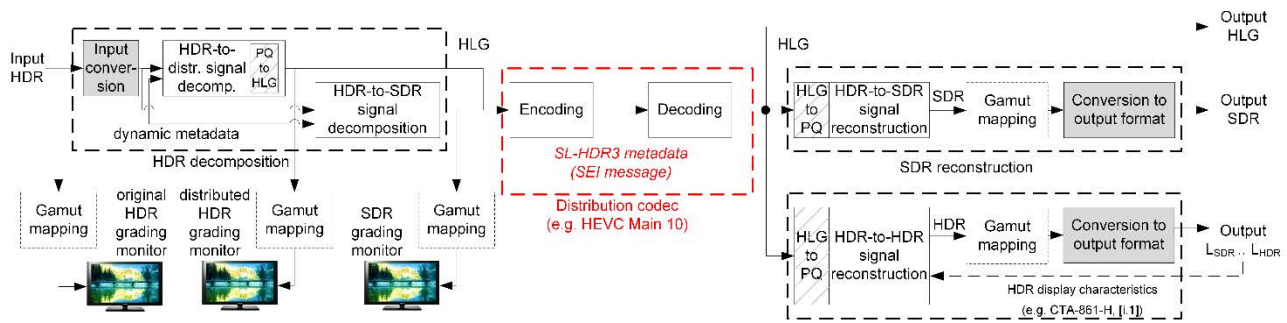 Input
HDR
Input
conver-
sion
HDR-to-
distr. signal
decomp.
PQ
to
HLG
HDR-to-SDR
signal
decomposition
dynamic metadata
HDR decomposition
HLG
Gamut
mapping
original
HDR
grading
monitor
distributed
HDR
grading
monitor
Gamut
mapping
SDR
grading
monitor
Gamut
mapping
Encoding
Decoding
SL-HDR3 metadata
(SEI message)
Distribution codec
(e.g. HEVC Main 10)
HLG
Output
HLG
HLG
to
PQ
HDR-to-SDR
signal
reconstruction
SDR
Gamut
mapping
Conversion to
output format
Output
SDR
SDR reconstruction
HLG
to
PQ
HDR-to-HDR
signal
reconstruction
HDR
Gamut
mapping
Conversion to
output format
Output
LSDR .. LHDR
HDR display characteristics
(e.g. CTA-861-H, [i.1])